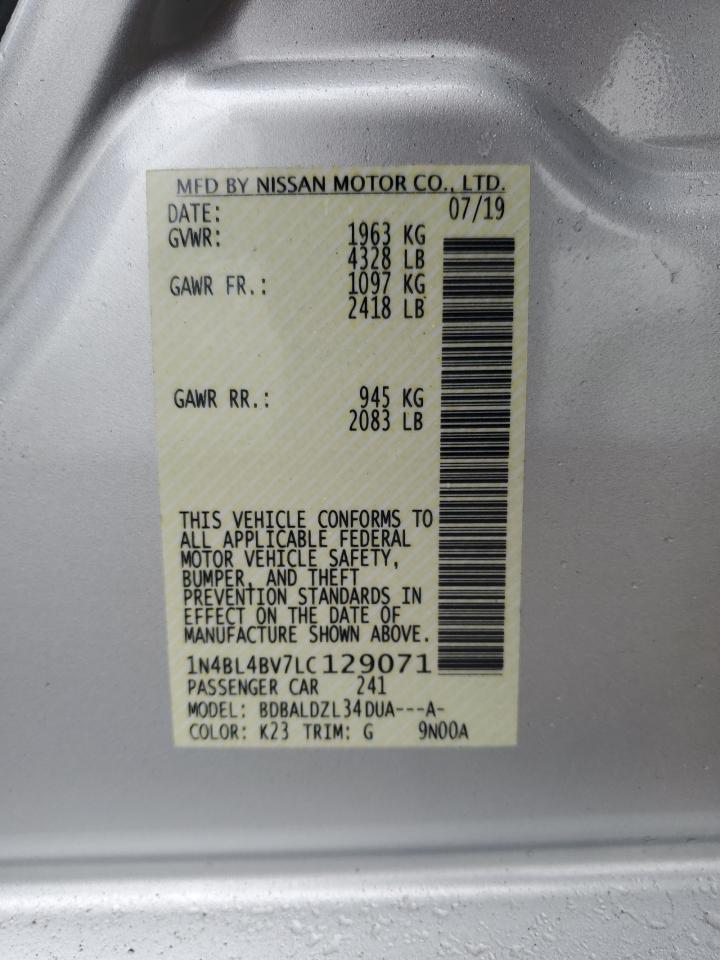 MFD BY NISSAN MOTOR CO., LTD.
DATE: 07/19
GVWR: 1963 KG
4328 LB
GAWR FR.: 1097 KG
2418 LB
GAWR RR.: 945 KG
2083 LB
THIS VEHICLE CONFORMS TO
ALL APPLICABLE FEDERAL
MOTOR VEHICLE SAFETY,
BUMPER, AND THEFT
PREVENTION STANDARDS IN
EFFECT ON THE DATE OF
MANUFACTURE SHOWN ABOVE.
1N4BL4BV7LC129071
PASSENGER CAR 241
MODEL: BDBALDZL34DUA---A-
COLOR: K23 TRIM: G 9N00A